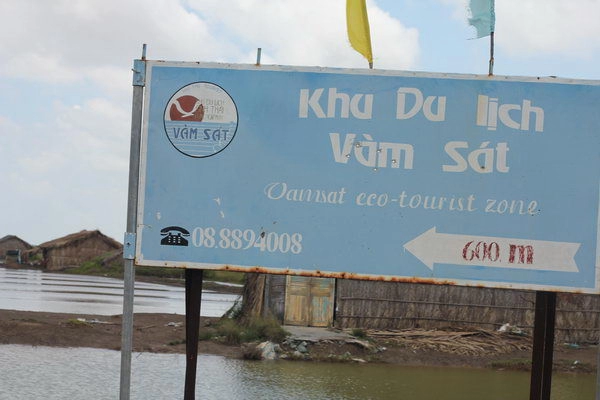 Khu Du lịch
Vàm Sát
Vamsat eco-tourist zone
08.8894008
600 m
VÀM SÁT